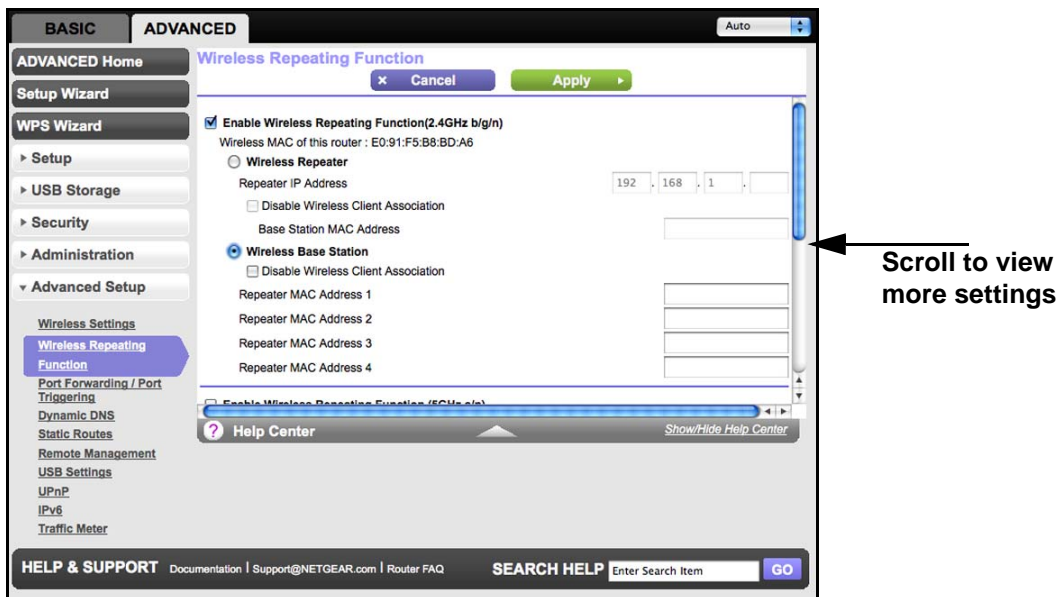 BASIC
ADVANCED
Auto
ADVANCED Home
Setup Wizard
WPS Wizard
Setup
USB Storage
Security
Administration
Advanced Setup
Wireless Settings
Wireless Repeating
Function
Port Forwarding / Port
Triggering
Dynamic DNS
Static Routes
Remote Management
USB Settings
UPnP
IPv6
Traffic Meter
Wireless Repeating Function
× Cancel
Apply
Enable Wireless Repeating Function(2.4GHz b/g/n)
Wireless MAC of this router : E0:91:F5:B8:BD:A6
Wireless Repeater
Repeater IP Address 192 . 168 . 1 .
Disable Wireless Client Association
Base Station MAC Address
Wireless Base Station
Disable Wireless Client Association
Repeater MAC Address 1
Repeater MAC Address 2
Repeater MAC Address 3
Repeater MAC Address 4
Enable Wireless Repeating Function (5GHz a/n)
? Help Center
Show/Hide Help Center
Scroll to view
more settings
HELP & SUPPORT Documentation | Support@NETGEAR.com | Router FAQ
SEARCH HELP Enter Search Item GO